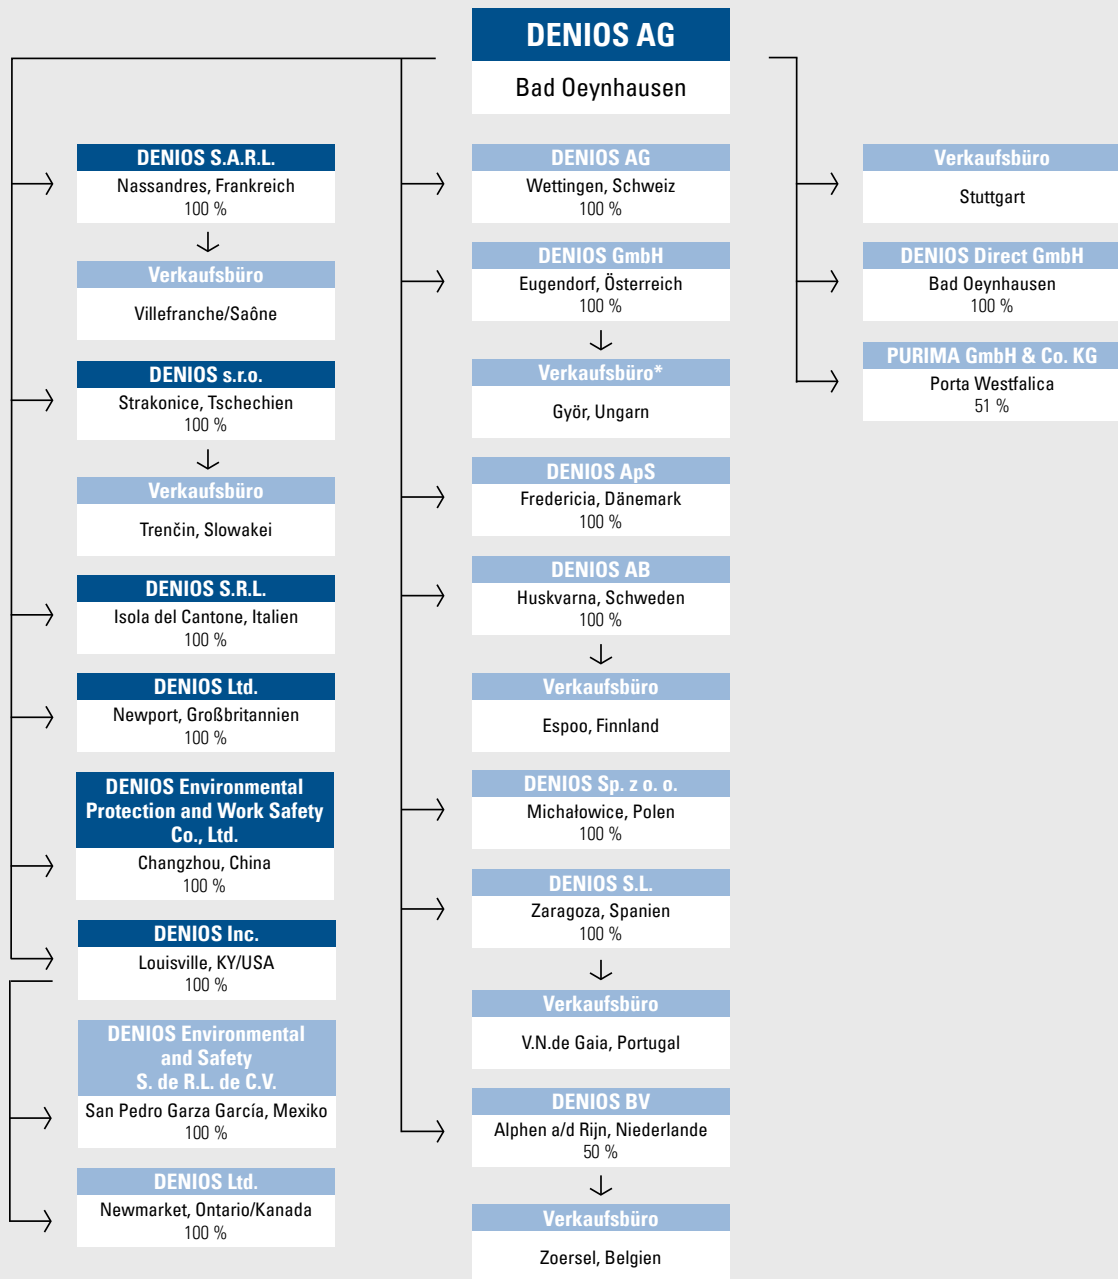 DENIOS AG
Bad Oeynhausen
DENIOS S.A.R.L.
Nassandres, Frankreich
100 %
Verkaufsbüro
Villefranche/Saône
DENIOS s.r.o.
Strakonice, Tschechien
100 %
Verkaufsbüro
Trenčin, Slowakei
DENIOS S.R.L.
Isola del Cantone, Italien
100 %
DENIOS Ltd.
Newport, Großbritannien
100 %
DENIOS Environmental
Protection and Work Safety
Co., Ltd.
Changzhou, China
100 %
DENIOS Inc.
Louisville, KY/USA
100 %
DENIOS Environmental
and Safety
S. de R.L. de C.V.
San Pedro Garza García, Mexiko
100 %
DENIOS Ltd.
Newmarket, Ontario/Kanada
100 %
DENIOS AG
Wettingen, Schweiz
100 %
DENIOS GmbH
Eugendorf, Österreich
100 %
Verkaufsbüro*
Györ, Ungarn
DENIOS ApS
Fredericia, Dänemark
100 %
DENIOS AB
Huskvarna, Schweden
100 %
Verkaufsbüro
Espoo, Finnland
DENIOS Sp. z o. o.
Michałowice, Polen
100 %
DENIOS S.L.
Zaragoza, Spanien
100 %
Verkaufsbüro
V.N.de Gaia, Portugal
DENIOS BV
Alphen a/d Rijn, Niederlande
50 %
Verkaufsbüro
Zoersel, Belgien
Verkaufsbüro
Stuttgart
DENIOS Direct GmbH
Bad Oeynhausen
100 %
PURIMA GmbH & Co. KG
Porta Westfalica
51 %